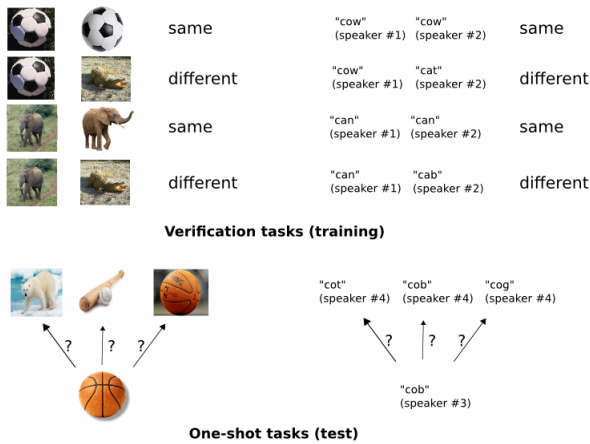 same "cow" "cow" same
(speaker #1) (speaker #2)
different "cow" "cat" different
(speaker #1) (speaker #2)
same "can" "can" same
(speaker #1) (speaker #2)
different "can" "cab" different
(speaker #1) (speaker #2)
Verification tasks (training)
"cot" "cob" "cog"
(speaker #4) (speaker #4) (speaker #4)
? ? ? ? ? ?
"cob"
(speaker #3)
One-shot tasks (test)